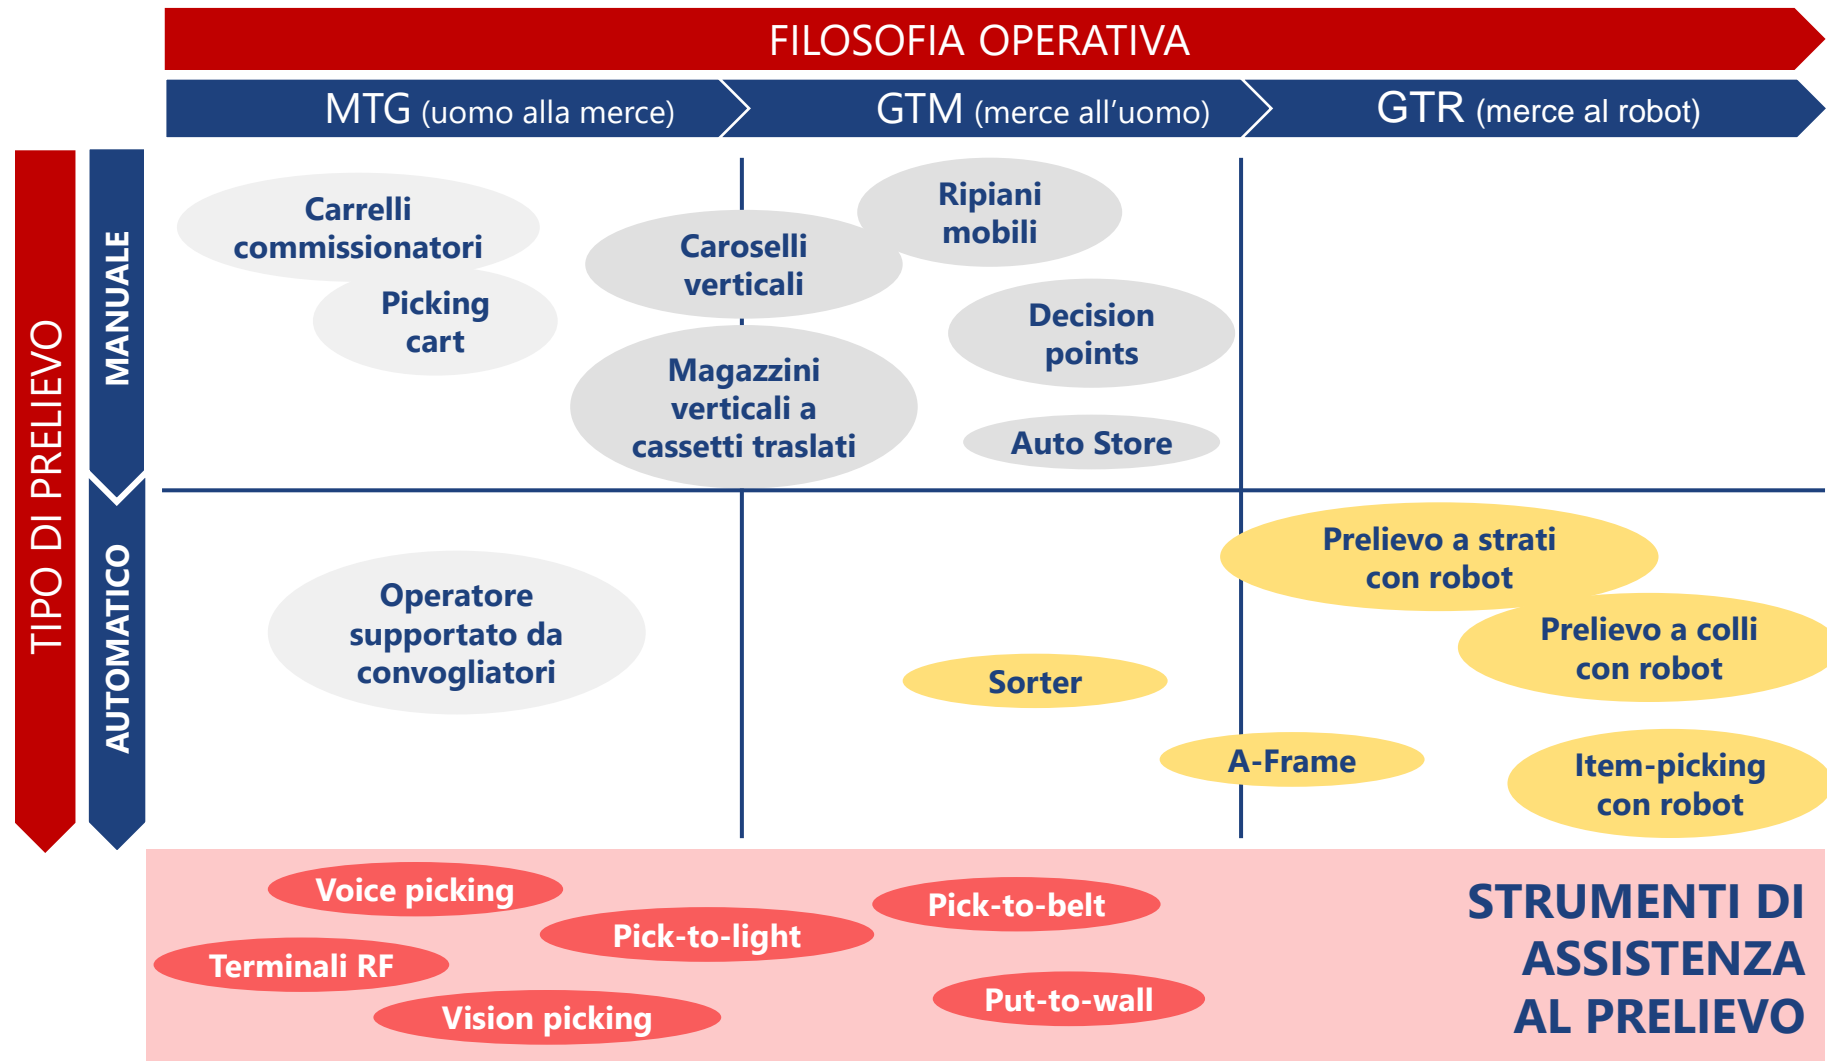 FILOSOFIA OPERATIVA
MTG (uomo alla merce)
GTM (merce all'uomo)
GTR (merce al robot)
TIPO DI PRELIEVO
MANUALE
AUTOMATICO
Carrelli
commissionatori
Picking
cart
Caroselli
verticali
Magazzini
verticali a
cassetti traslati
Ripiani
mobili
Decision
points
Auto Store
Operatore
supportato da
convogliatori
Sorter
A-Frame
Prelievo a strati
con robot
Prelievo a colli
con robot
Item-picking
con robot
Voice picking
Terminali RF
Vision picking
Pick-to-light
Pick-to-belt
Put-to-wall
STRUMENTI DI
ASSISTENZA
AL PRELIEVO